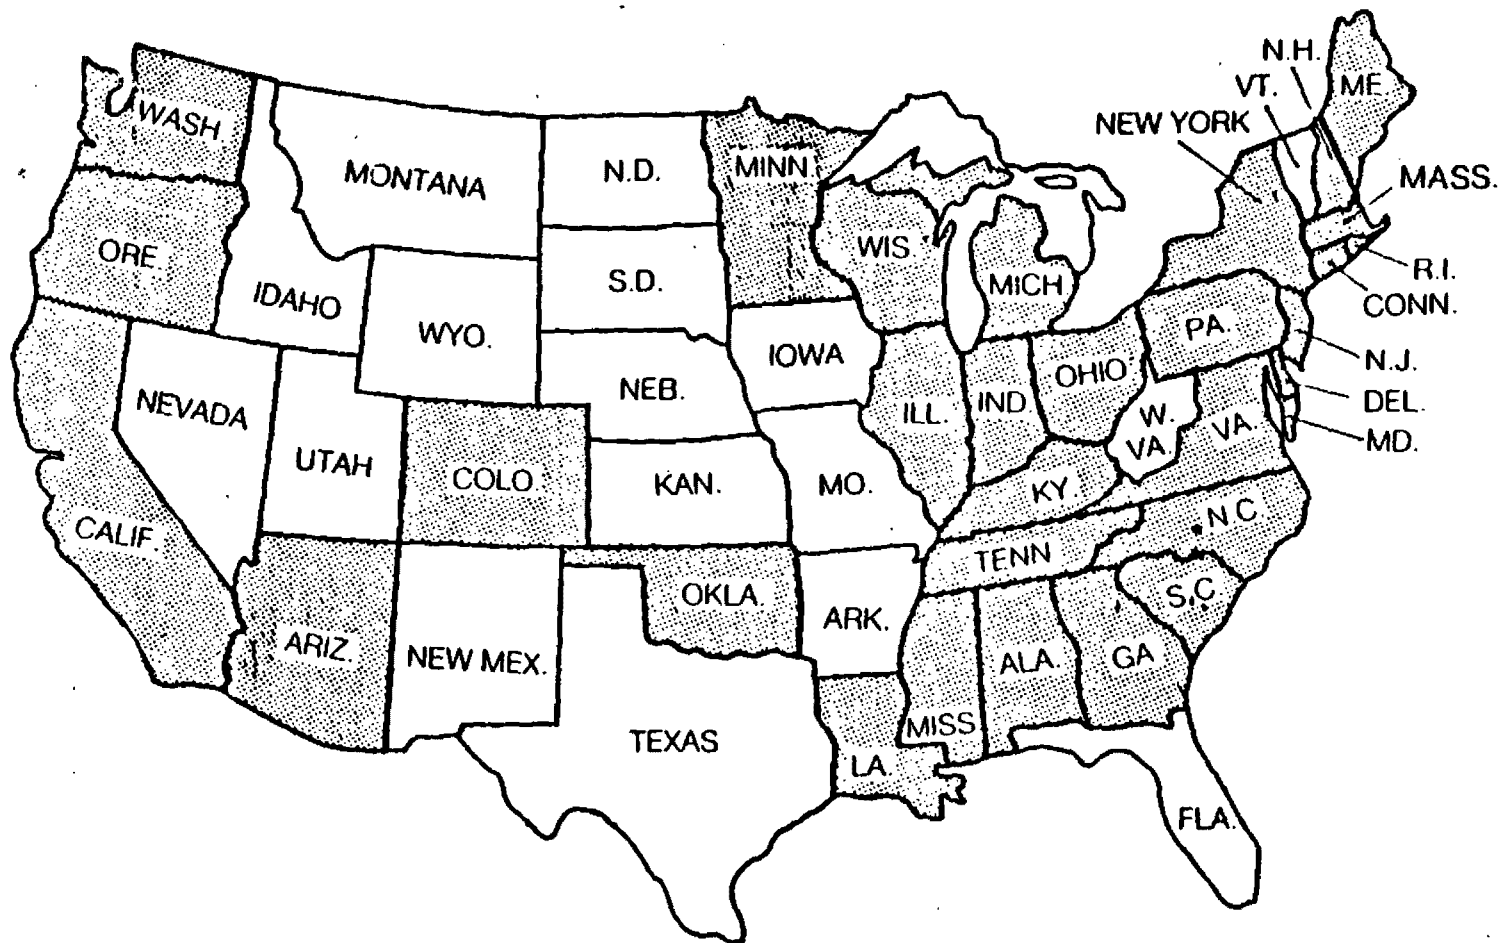 N.H.
VT.
ME.
NEW YORK
WASH
MONTANA
N.D.
MINN.
MASS.
ORE.
WIS.
IDAHO
S.D.
MICH
R.I.
CONN.
WYO.
IOWA
PA.
N.J.
NEVADA
NEB.
ILL.
IND.
OHIO
DEL.
W.
VA
VA.
MD.
UTAH
COLO.
KAN.
MO.
KY.
CALIF.
N C
TENN
ARIZ.
NEW MEX.
OKLA.
ARK.
S.C
ALA.
GA
TEXAS
MISS
LA
FLA.